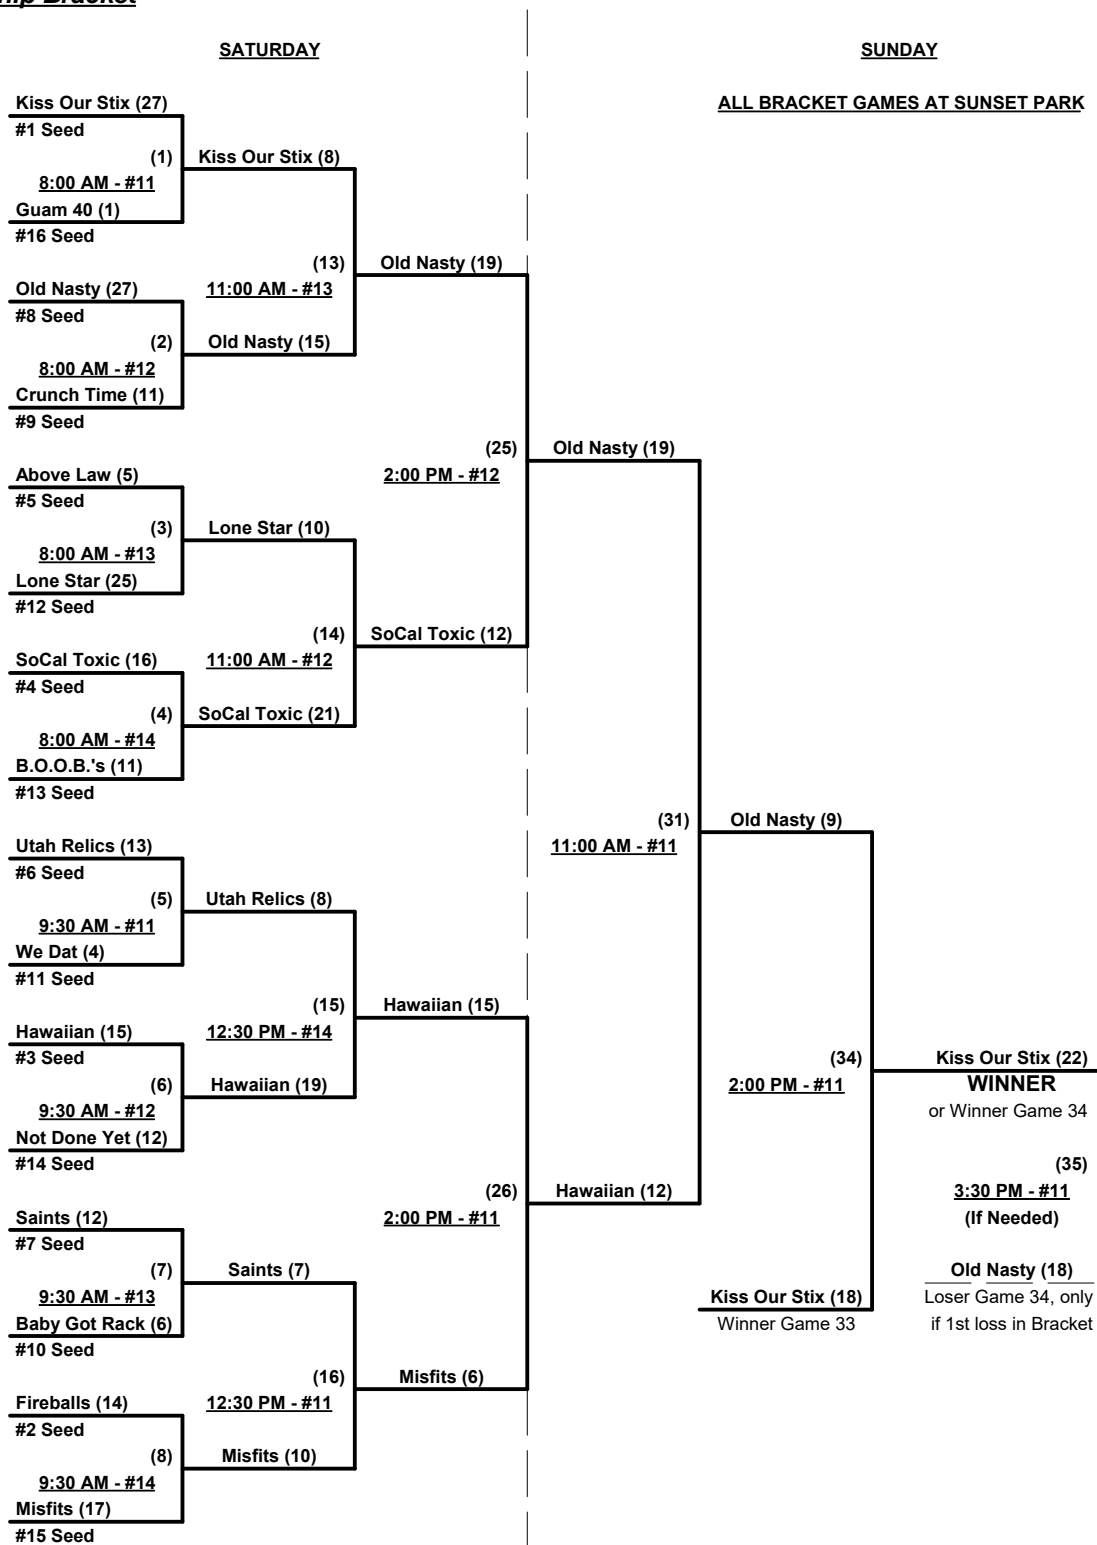 hip Bracket
SATURDAY
SUNDAY
ALL BRACKET GAMES AT SUNSET PARK
Kiss Our Stix (27)
#1 Seed
(1)
8:00 AM - #11
Kiss Our Stix (8)
Guam 40 (1)
#16 Seed
(13)
11:00 AM - #13
Old Nasty (19)
Old Nasty (27)
#8 Seed
(2)
8:00 AM - #12
Old Nasty (15)
Crunch Time (11)
#9 Seed
(25)
2:00 PM - #12
Old Nasty (19)
Above Law (5)
#5 Seed
(3)
8:00 AM - #13
Lone Star (10)
Lone Star (25)
#12 Seed
(14)
11:00 AM - #12
SoCal Toxic (12)
SoCal Toxic (16)
#4 Seed
(4)
8:00 AM - #14
SoCal Toxic (21)
B.O.O.B.'s (11)
#13 Seed
(31)
11:00 AM - #11
Old Nasty (9)
Utah Relics (13)
#6 Seed
(5)
9:30 AM - #11
Utah Relics (8)
We Dat (4)
#11 Seed
(15)
12:30 PM - #14
Hawaiian (15)
Hawaiian (15)
#3 Seed
(6)
9:30 AM - #12
Hawaiian (19)
Not Done Yet (12)
#14 Seed
(34)
2:00 PM - #11
Kiss Our Stix (22)
WINNER
or Winner Game 34
(35)
3:30 PM - #11
(If Needed)
(26)
2:00 PM - #11
Hawaiian (12)
Saints (12)
#7 Seed
(7)
9:30 AM - #13
Saints (7)
Baby Got Rack (6)
#10 Seed
Old Nasty (18)
Loser Game 34, only
if 1st loss in Bracket
Kiss Our Stix (18)
Winner Game 33
(16)
12:30 PM - #11
Misfits (6)
Fireballs (14)
#2 Seed
(8)
9:30 AM - #14
Misfits (10)
Misfits (17)
#15 Seed